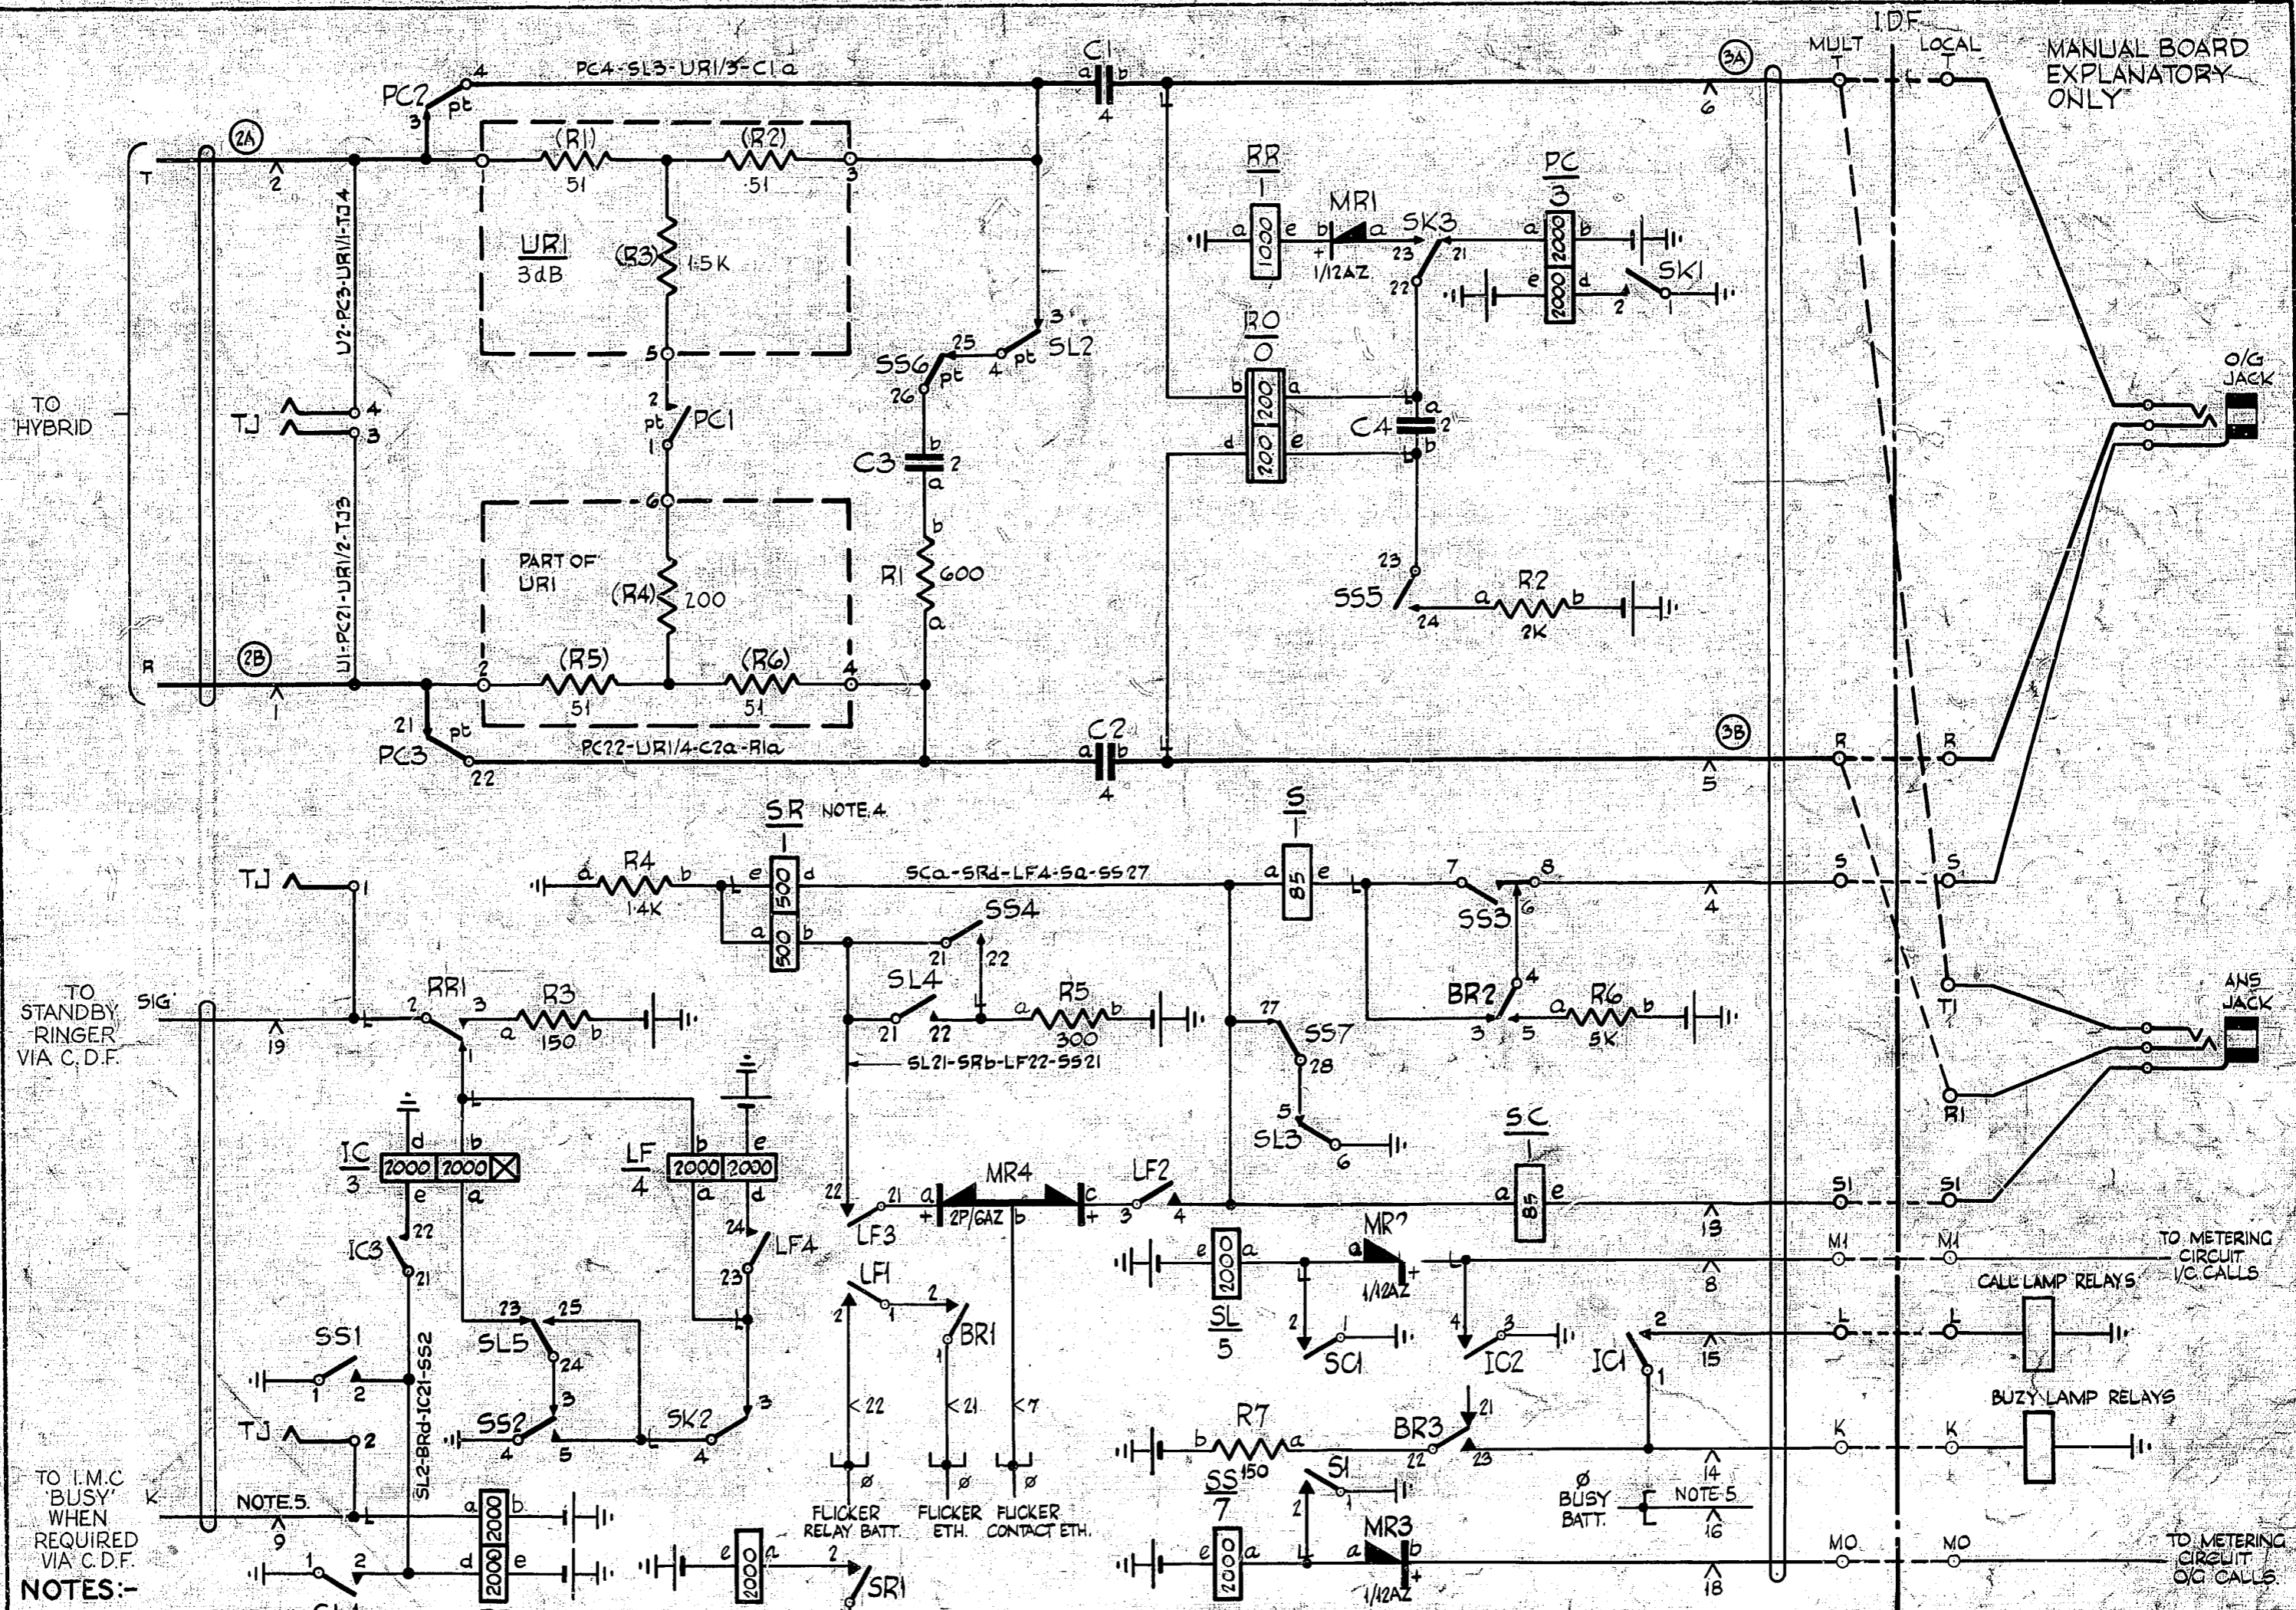 I.D.F.
MULT
LOCAL
MANUAL BOARD
EXPLANATORY
ONLY
PC4-SL3-UR1/3-C1a
C1
a
b
4
3A
6
T
T
PC2
4
pt
3
2A
T
2
(R1)
51
(R2)
51
3
UR1
3dB
(R3)
1·5K
5
2
pt
1
PC1
6
U2-PC3-UR1/1-TJ4
U1-PC21-UR1/2-TJ3
TO
HYBRID
TJ
4
3
PART OF
UR1
(R4)
200
2B
R
1
2
(R5)
51
(R6)
51
4
21
pt
PC3
22
PC22-UR1/4-C2a-R1a
C2
a
b
4
SS6
25
pt
26
4
pt
3
SL2
C3
b
2
a
b
R1
600
a
RR
1
a
1000
e
b
MR1
a
+
1/12AZ
SK3
23
21
22
PC
3
a
2000
b
e
2000
d
SK1
2
1
RO
0
b
200
a
d
200
e
C4
a
2
b
23
SS5
24
a
R2
b
2K
3B
5
R
R
O/G
JACK
SR
1
NOTE.4
R4
a
b
1·4K
e
500
d
a
500
b
SCa-SRd-LF4-Sa-SS27
S
1
a
85
e
7
8
SS3
6
4
S
S
TJ
1
SS4
21
22
SL4
21
22
a
R5
b
300
SL21-SRb-LF22-SS21
BR2
4
3
5
a
R6
b
5K
27
SS7
28
5
SL3
6
TO
STANDBY
RINGER
VIA C.D.F.
SIG
19
2
RR1
3
1
R3
a
b
150
T1
R1
ANS
JACK
IC
3
d
b
2000
2000
e
a
LF
4
b
e
2000
2000
a
d
22
IC3
21
24
LF4
23
22
21
LF3
a
+
MR4
2P/6AZ
b
c
+
LF2
3
4
SC
1
a
85
e
13
S1
S1
LF1
2
1
2
BR1
1
e
2000
a
SL
5
MR2
a
+
1/12AZ
8
M1
M1
TO METERING
CIRCUIT
I/C. CALLS
CALL LAMP RELAYS
2
1
SC1
4
3
IC2
2
IC1
1
15
L
L
SS1
1
2
23
25
SL5
24
SL2-BRd-IC21-SS2
3
SS2
4
5
SK2
3
4
22
21
7
R7
b
a
150
BR3
21
22
23
14
K
K
BUZY LAMP RELAYS
TJ
2
TO I.M.C
'BUSY'
WHEN
REQUIRED
VIA C.D.F.
K
NOTE 5.
9
a
2000
b
d
2000
e
1
2
Ø
Ø
Ø
FLICKER
RELAY BATT.
FLICKER
ETH.
FLICKER
CONTACT ETH.
e
2000
a
2
SR1
SS
7
S1
2
1
e
2000
a
MR3
a
b
+
1/12AZ
Ø
BUSY
BATT.
NOTE 5
16
18
MO
MO
TO METERING
CIRCUIT
O/G CALLS.
NOTES:-